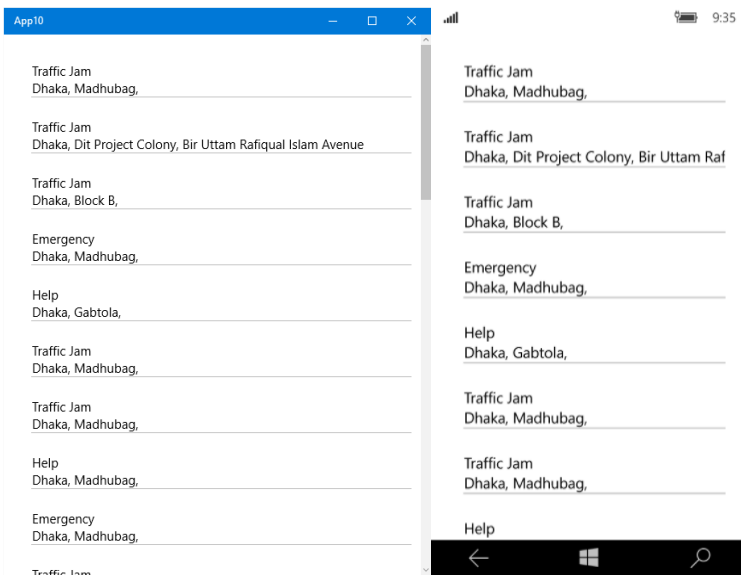 App10
Traffic Jam
Dhaka, Madhubag,
Traffic Jam
Dhaka, Dit Project Colony, Bir Uttam Rafiqual Islam Avenue
Traffic Jam
Dhaka, Block B,
Emergency
Dhaka, Madhubag,
Help
Dhaka, Gabtola,
Traffic Jam
Dhaka, Madhubag,
Traffic Jam
Dhaka, Madhubag,
Help
Dhaka, Madhubag,
Emergency
Dhaka, Madhubag,
Traffic Jam
9:35
Traffic Jam
Dhaka, Madhubag,
Traffic Jam
Dhaka, Dit Project Colony, Bir Uttam Raf
Traffic Jam
Dhaka, Block B,
Emergency
Dhaka, Madhubag,
Help
Dhaka, Gabtola,
Traffic Jam
Dhaka, Madhubag,
Traffic Jam
Dhaka, Madhubag,
Help